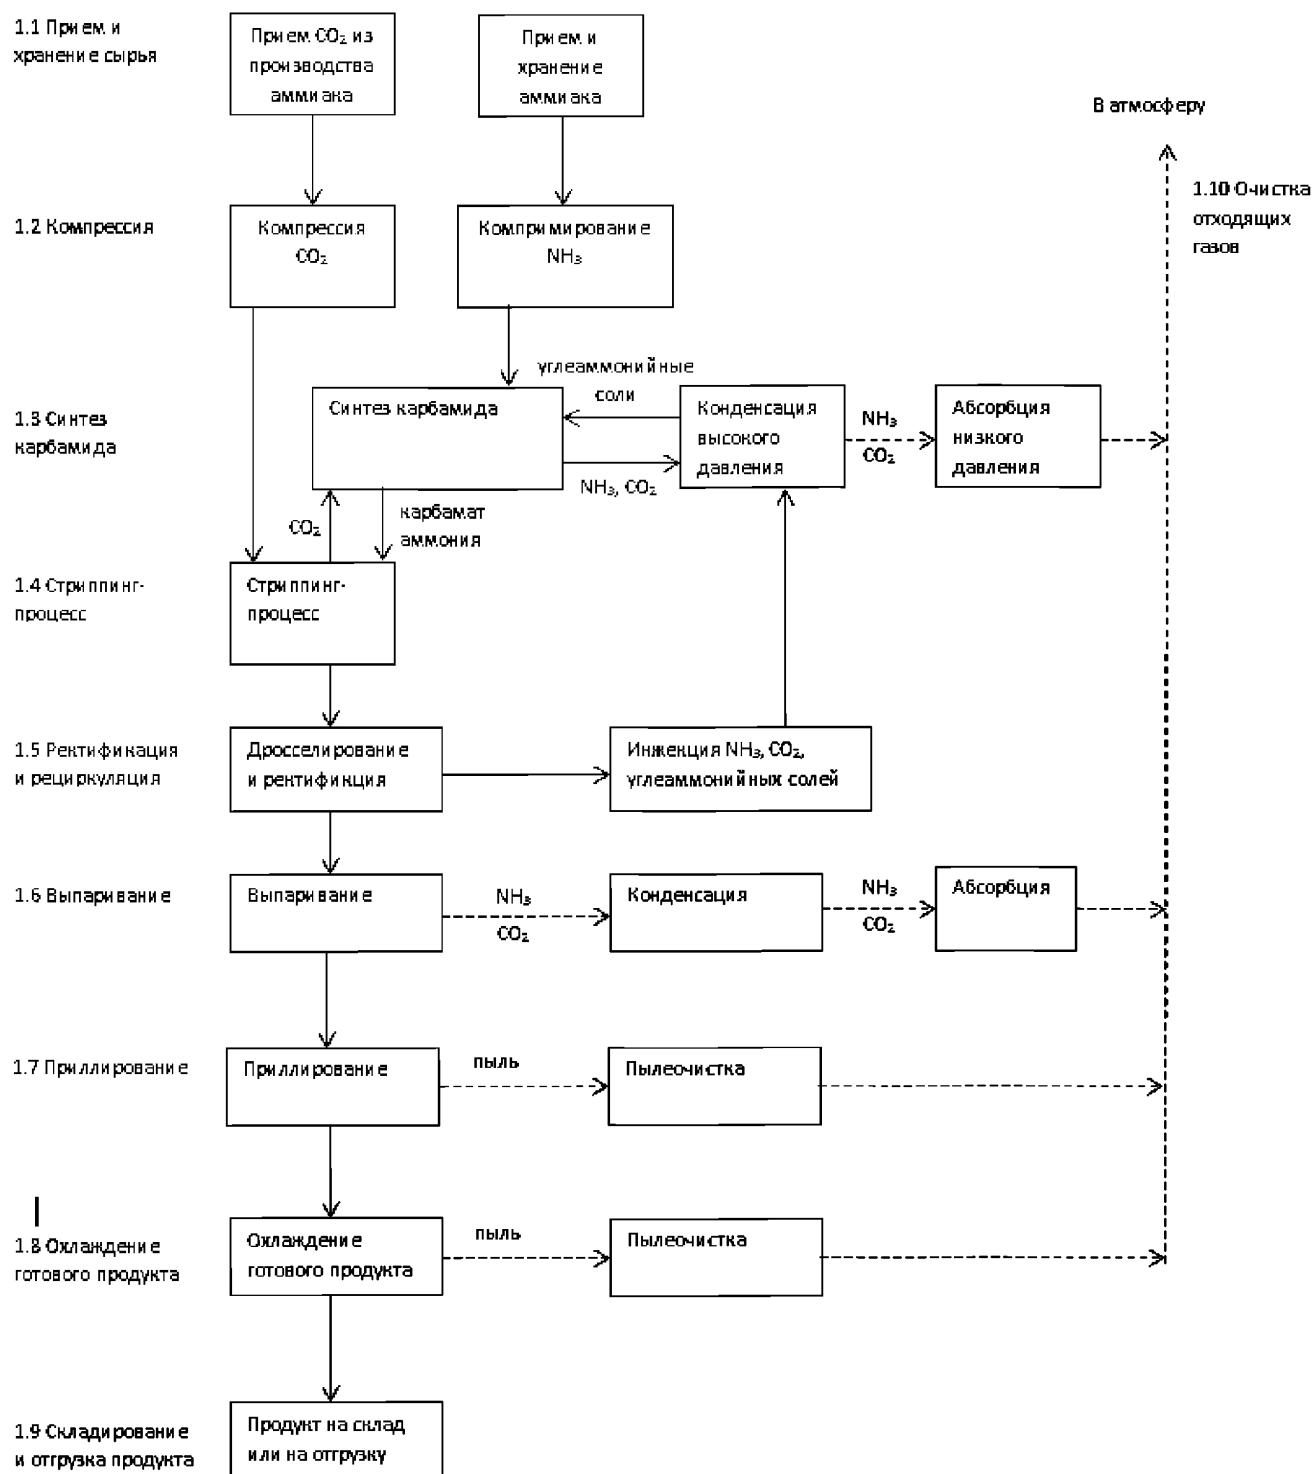 1.1 Прием и
хранение сырья
Прием CO₂ из
производства
аммиака
Прием и
хранение
аммиака
В атмосферу
1.10 Очистка
отходящих
газов
1.2 Компрессия
Компрессия
CO₂
Компримирование
NH₃
углеаммонийные
соли
1.3 Синтез
карбамида
Синтез карбамида
Конденсация
высокого
давления
NH₃
CO₂
Абсорбция
низкого
давления
NH₃, CO₂
CO₂
карбамат
аммония
1.4 Стриппинг-
процесс
Стриппинг-
процесс
1.5 Ректификация
и рециркуляция
Дросселирование
и ректификция
Инжекция NH₃, CO₂,
углеаммонийных солей
1.6 Выпаривание
Выпаривание
NH₃
CO₂
Конденсация
NH₃
CO₂
Абсорбция
1.7 Приллирование
Приллирование
пыль
Пылеочистка
1.8 Охлаждение
готового продукта
Охлаждение
готового продукта
пыль
Пылеочистка
1.9 Складирование
и отгрузка продукта
Продукт на склад
или на отгрузку